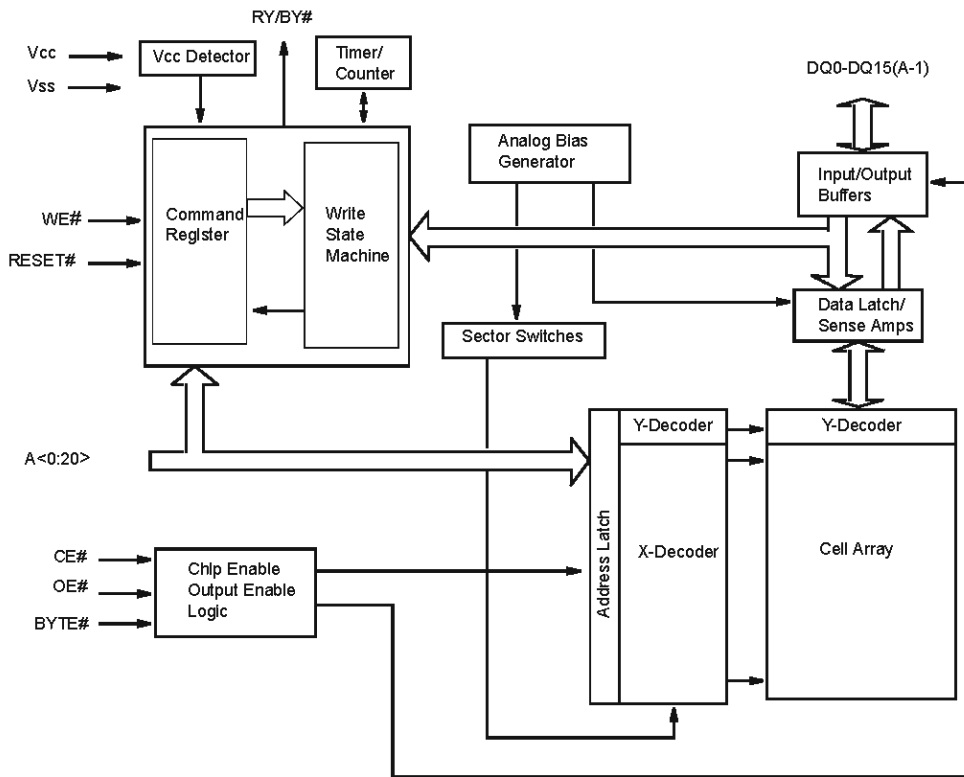 RY/BY#
Vcc
Vss
Vcc Detector
Timer/
Counter
DQ0-DQ15(A-1)
Analog Bias
Generator
Input/Output
Buffers
WE#
RESET#
Command
Register
Write
State
Machine
Data Latch/
Sense Amps
Sector Switches
Y-Decoder
Y-Decoder
A<0:20>
Address Latch
X-Decoder
Cell Array
CE#
OE#
BYTE#
Chip Enable
Output Enable
Logic